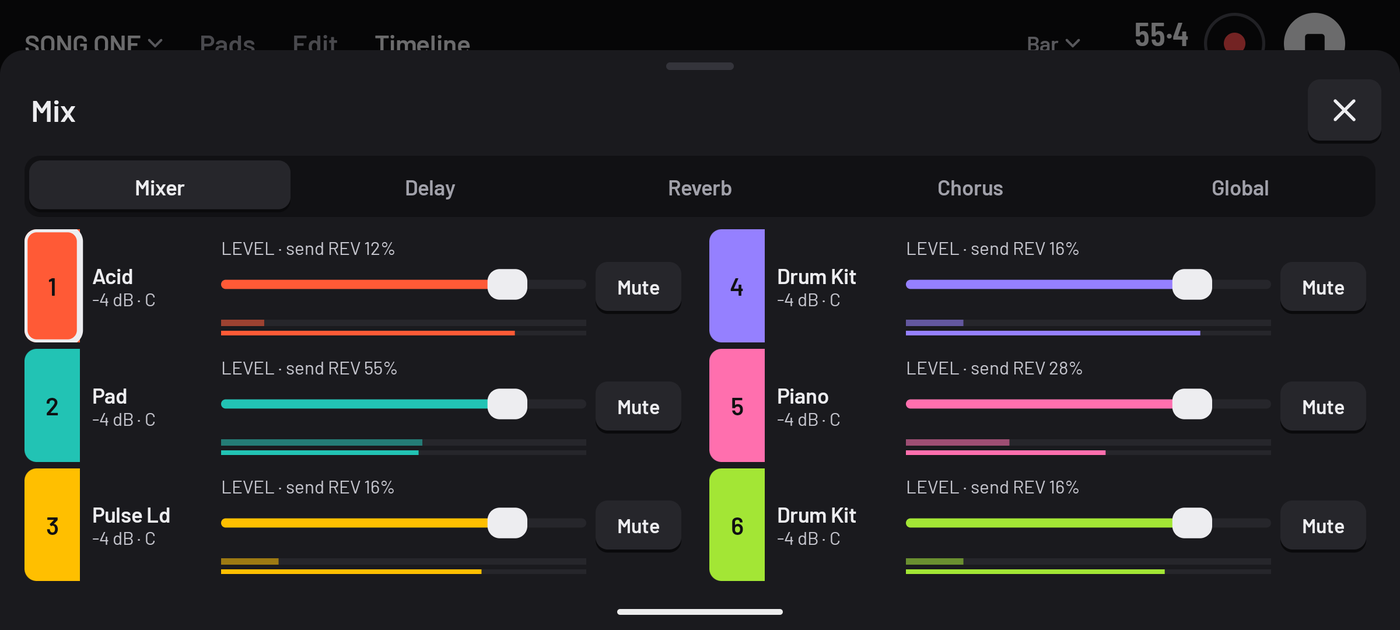 SONG ONE Pads Edit Timeline Bar 55·4
Mix
Mixer Delay Reverb Chorus Global
1
Acid
-4 dB · C
LEVEL · send REV 12%
Mute
2
Pad
-4 dB · C
LEVEL · send REV 55%
Mute
3
Pulse Ld
-4 dB · C
LEVEL · send REV 16%
Mute
4
Drum Kit
-4 dB · C
LEVEL · send REV 16%
Mute
5
Piano
-4 dB · C
LEVEL · send REV 28%
Mute
6
Drum Kit
-4 dB · C
LEVEL · send REV 16%
Mute